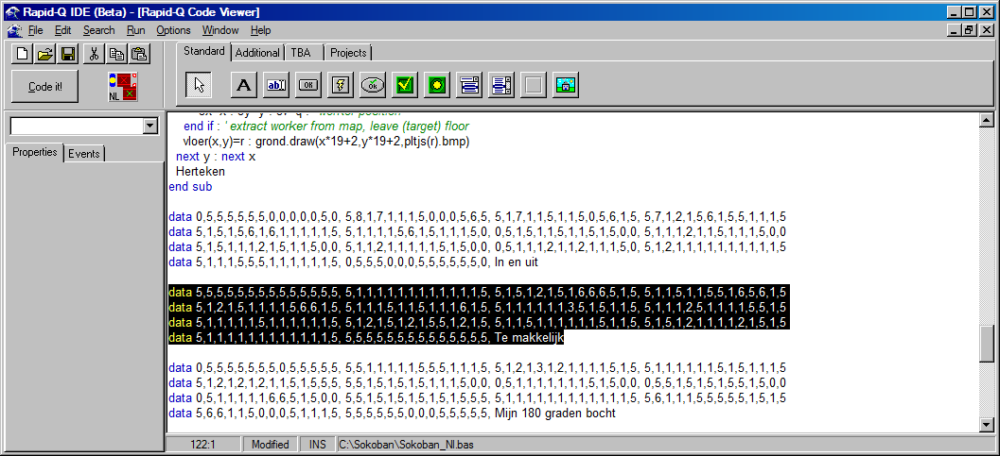 Rapid-Q IDE (Beta) - [Rapid-Q Code Viewer]
File Edit Search Run Options Window Help
Standard Additional TBA Projects
Code it!
NL
A ab OK OK
Properties Events
end if : ' extract worker from map, leave (target) floor
vloer(x,y)=r : grond.draw(x*19+2,y*19+2,pltjs(r).bmp)
next y : next x
Herteken
end sub
data 0,5,5,5,5,5,5,0,0,0,0,0,5,0, 5,8,1,7,1,1,1,5,0,0,0,5,6,5, 5,1,7,1,1,5,1,1,5,0,5,6,1,5, 5,7,1,2,1,5,6,1,5,5,1,1,1,5
data 5,1,5,1,5,6,1,6,1,1,1,1,1,5, 5,1,1,1,1,5,6,1,5,1,1,1,5,0, 0,5,1,5,1,5,1,1,5,1,5,1,0,0, 5,1,1,1,2,1,1,5,1,1,1,5,0,0
data 5,1,5,1,1,1,2,1,5,1,1,5,0,0, 5,1,1,2,1,1,1,1,1,5,1,5,0,0, 0,5,1,1,1,2,1,1,2,1,1,1,5,0, 5,1,2,1,1,1,1,1,1,1,1,1,1,5
data 5,1,1,1,5,5,5,1,1,1,1,1,1,5, 0,5,5,5,0,0,0,5,5,5,5,5,5,0, In en uit
data 5,5,5,5,5,5,5,5,5,5,5,5,5,5, 5,1,1,1,1,1,1,1,1,1,1,1,1,5, 5,1,5,1,2,1,5,1,6,6,6,5,1,5, 5,1,1,5,1,1,5,5,1,6,5,6,1,5
data 5,1,2,1,5,1,1,1,1,5,6,6,1,5, 5,1,1,1,5,1,1,5,1,1,1,6,1,5, 5,1,1,1,1,1,1,3,5,1,5,1,1,5, 5,1,1,1,2,5,1,1,1,1,5,5,1,5
data 5,1,1,1,1,1,5,1,1,1,1,1,1,5, 5,1,2,1,5,1,2,1,5,5,1,2,1,5, 5,1,1,5,1,1,1,1,1,1,5,1,1,5, 5,1,5,1,2,1,1,1,1,2,1,5,1,5
data 5,1,1,1,1,1,1,1,1,1,1,1,1,5, 5,5,5,5,5,5,5,5,5,5,5,5,5,5, Te makkelijk
data 0,5,5,5,5,5,5,5,0,5,5,5,5,5, 5,5,1,1,1,1,1,5,5,5,1,1,1,5, 5,1,2,1,3,1,2,1,1,1,1,5,1,5, 5,1,1,1,1,1,1,5,1,5,1,1,1,5
data 5,1,2,1,2,1,2,1,1,5,1,5,5,5, 5,5,1,5,1,5,1,5,1,1,1,5,0,0, 0,5,1,1,1,1,1,1,1,5,1,5,0,0, 0,5,5,1,5,1,5,1,5,5,1,5,0,0
data 0,5,1,1,1,1,1,6,6,5,1,5,0,0, 5,5,1,5,1,5,1,5,1,5,1,5,5,5, 5,1,1,1,1,1,1,1,1,1,1,1,1,5, 5,6,1,1,1,5,5,5,5,5,1,5,1,5
data 5,6,6,1,1,5,0,0,0,5,1,1,1,5, 5,5,5,5,5,5,0,0,0,5,5,5,5,5, Mijn 180 graden bocht
122:1 Modified INS C:\Sokoban\Sokoban_Nl.bas